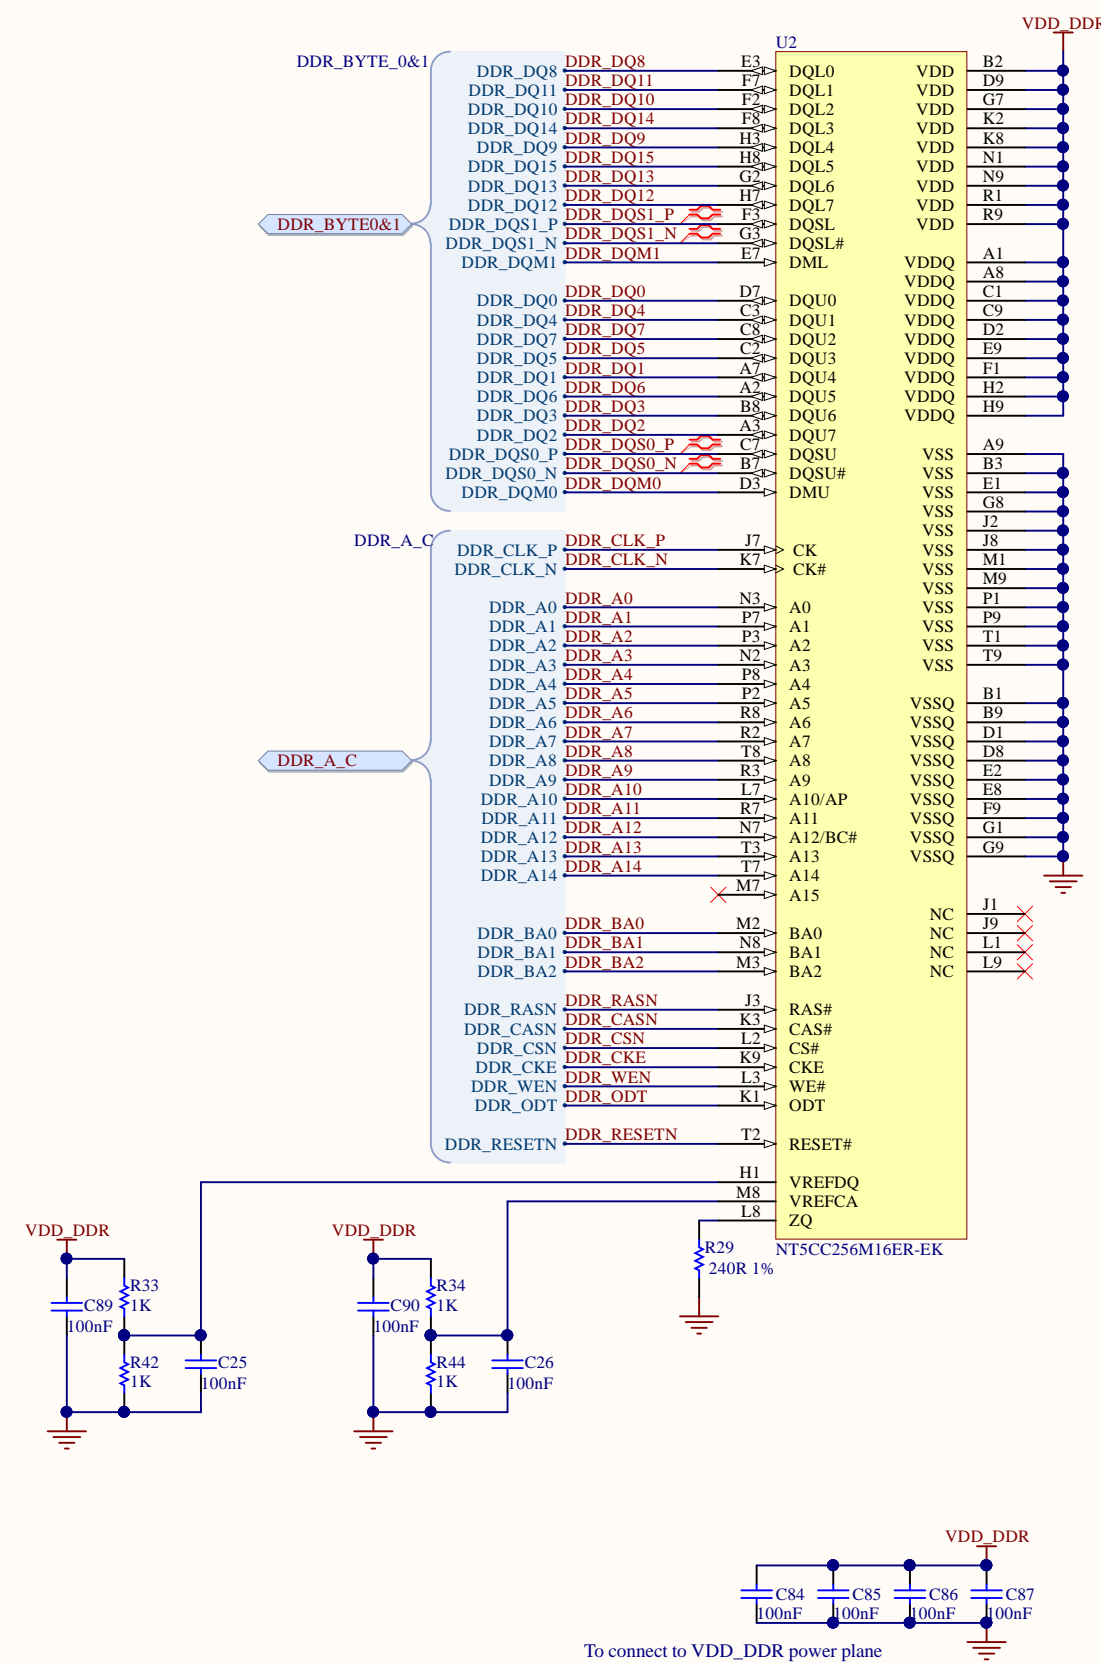 VDD_DDR
U2
DDR_BYTE_0&1
DDR_DQ8 DDR_DQ8 E3 DQL0 VDD B2
DDR_DQ11 DDR_DQ11 F7 DQL1 VDD D9
DDR_DQ10 DDR_DQ10 F2 DQL2 VDD G7
DDR_DQ14 DDR_DQ14 F8 DQL3 VDD K2
DDR_DQ9 DDR_DQ9 H3 DQL4 VDD K8
DDR_DQ15 DDR_DQ15 H8 DQL5 VDD N1
DDR_DQ13 DDR_DQ13 G2 DQL6 VDD N9
DDR_DQ12 DDR_DQ12 H7 DQL7 VDD R1
DDR_BYTE0&1 DDR_DQS1_P DDR_DQS1_P F3 DQSL VDD R9
DDR_DQS1_N DDR_DQS1_N G3 DQSL#
DDR_DQM1 DDR_DQM1 E7 DML VDDQ A1
VDDQ A8
DDR_DQ0 DDR_DQ0 D7 DQU0 VDDQ C1
DDR_DQ4 DDR_DQ4 C3 DQU1 VDDQ C9
DDR_DQ7 DDR_DQ7 C8 DQU2 VDDQ D2
DDR_DQ5 DDR_DQ5 C2 DQU3 VDDQ E9
DDR_DQ1 DDR_DQ1 A7 DQU4 VDDQ F1
DDR_DQ6 DDR_DQ6 A2 DQU5 VDDQ H2
DDR_DQ3 DDR_DQ3 B8 DQU6 VDDQ H9
DDR_DQ2 DDR_DQ2 A3 DQU7
DDR_DQS0_P DDR_DQS0_P C7 DQSU VSS A9
DDR_DQS0_N DDR_DQS0_N B7 DQSU# VSS B3
DDR_DQM0 DDR_DQM0 D3 DMU VSS E1
VSS G8
VSS J2
DDR_A_C
DDR_CLK_P DDR_CLK_P J7 CK VSS J8
DDR_CLK_N DDR_CLK_N K7 CK# VSS M1
VSS M9
DDR_A0 DDR_A0 N3 A0 VSS P1
DDR_A1 DDR_A1 P7 A1 VSS P9
DDR_A2 DDR_A2 P3 A2 VSS T1
DDR_A3 DDR_A3 N2 A3 VSS T9
DDR_A4 DDR_A4 P8 A4
DDR_A5 DDR_A5 P2 A5 VSSQ B1
DDR_A6 DDR_A6 R8 A6 VSSQ B9
DDR_A7 DDR_A7 R2 A7 VSSQ D1
DDR_A_C DDR_A8 DDR_A8 T8 A8 VSSQ D8
DDR_A9 DDR_A9 R3 A9 VSSQ E2
DDR_A10 DDR_A10 L7 A10/AP VSSQ E8
DDR_A11 DDR_A11 R7 A11 VSSQ F9
DDR_A12 DDR_A12 N7 A12/BC# VSSQ G1
DDR_A13 DDR_A13 T3 A13 VSSQ G9
DDR_A14 DDR_A14 T7 A14
M7 A15
NC J1
DDR_BA0 DDR_BA0 M2 BA0 NC J9
DDR_BA1 DDR_BA1 N8 BA1 NC L1
DDR_BA2 DDR_BA2 M3 BA2 NC L9
DDR_RASN DDR_RASN J3 RAS#
DDR_CASN DDR_CASN K3 CAS#
DDR_CSN DDR_CSN L2 CS#
DDR_CKE DDR_CKE K9 CKE
DDR_WEN DDR_WEN L3 WE#
DDR_ODT DDR_ODT K1 ODT
DDR_RESETN DDR_RESETN T2 RESET#
H1 VREFDQ
M8 VREFCA
L8 ZQ
VDD_DDR VDD_DDR
R29 NT5CC256M16ER-EK
240R 1%
R33 R34
C89 1K C90 1K
100nF 100nF
R42 C25 R44 C26
1K 100nF 1K 100nF
VDD_DDR
C84 C85 C86 C87
100nF 100nF 100nF 100nF
To connect to VDD_DDR power plane